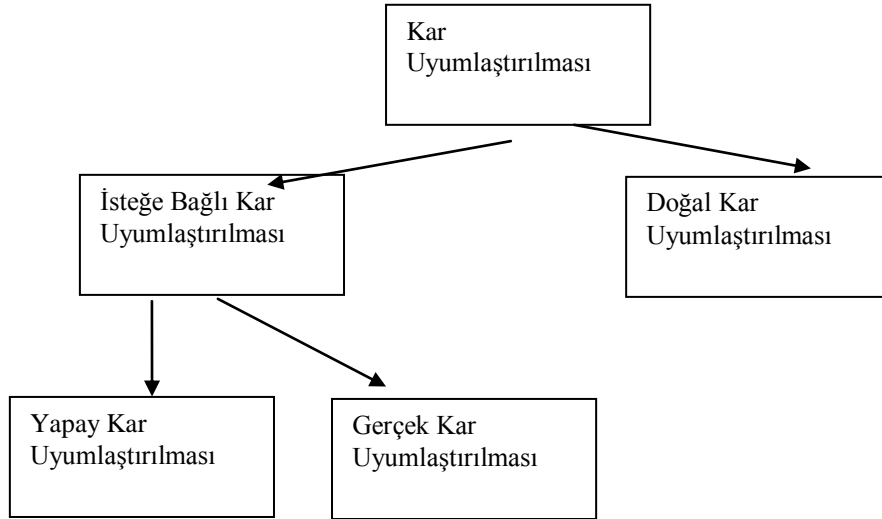 Kar
Uyumlaştırılması
İsteğe Bağlı Kar
Uyumlaştırılması
Doğal Kar
Uyumlaştırılması
Yapay Kar
Uyumlaştırılması
Gerçek Kar
Uyumlaştırılması